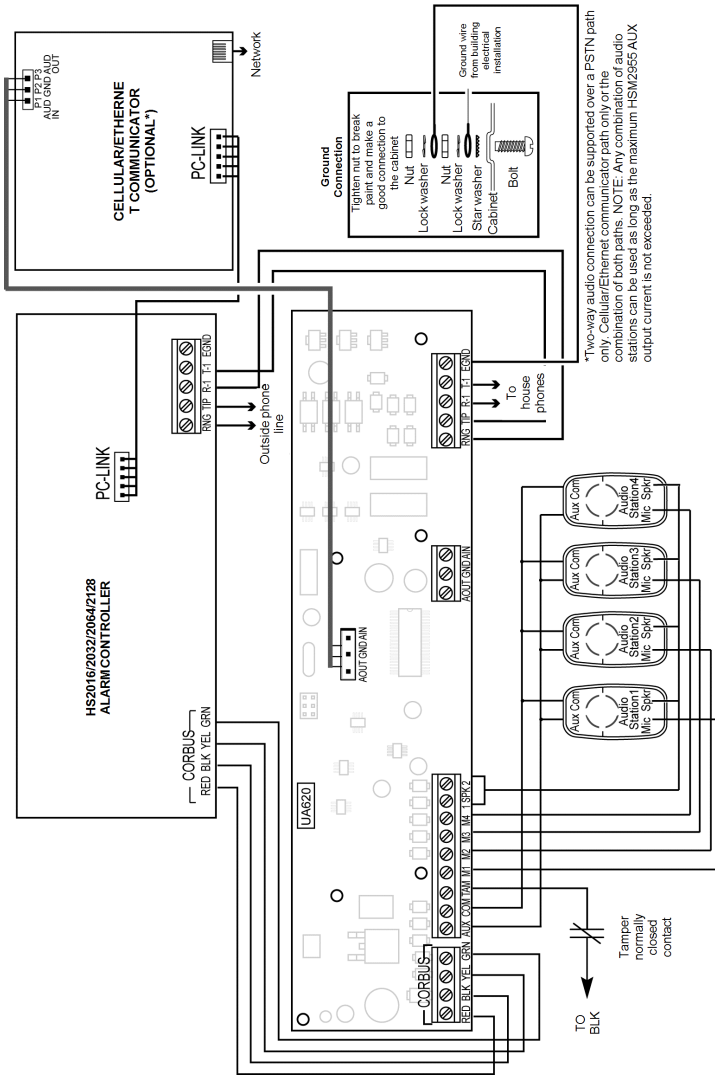 HS2016/2032/2064/2128
ALARM CONTROLLER
CORBUS
RED BLK YEL GRN
PC-LINK
RNG TIP R-1 T-1 EGND
Outside phone
line
P1 P2 P3
AUD GND AUD
IN OUT
CELLULAR/ETHERNE
T COMMUNICATOR
(OPTIONAL*)
PC-LINK
Network
UA620
AOUT GND AIN
CORBUS
RED BLK YEL GRN
AUX COM TAM M1 M2 M3 M4 1 SPK 2
AOUT GND AIN
RNG TIP R-1 T-1 EGND
To
house
phones
Ground
Connection
Tighten nut to break
paint and make a
good connection to
the cabinet
Nut
Lock washer
Nut
Lock washer
Star washer
Cabinet
Bolt
Ground wire
from building
electrical
installation
TO
BLK
Tamper
normally
closed
contact
Aux Com
Audio
Station1
Mic Spkr
Aux Com
Audio
Station2
Mic Spkr
Aux Com
Audio
Station3
Mic Spkr
Aux Com
Audio
Station4
Mic Spkr
*Two-way audio connection can be supported over a PSTN path
only. Cellular/Ethernet communicator path only or the
combination of both paths. NOTE: Any combination of audio
stations can be used as long as the maximum HSM2955 AUX
output current is not exceeded.